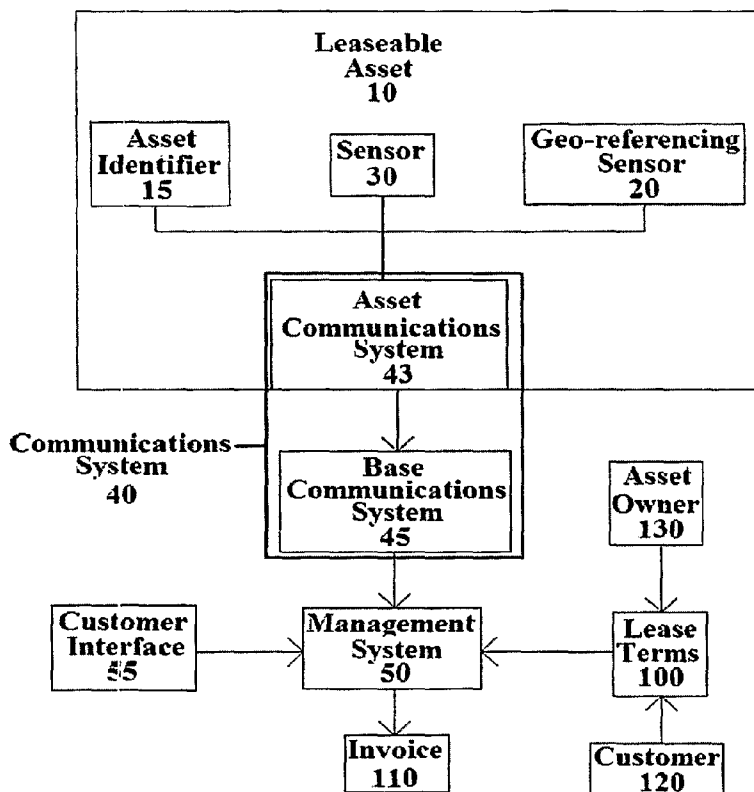 Leaseable
Asset
10
Asset
Identifier
15
Sensor
30
Geo-referencing
Sensor
20
Asset
Communications
System
43
Communications
System
40
Base
Communications
System
45
Asset
Owner
130
Customer
Interface
55
Management
System
50
Lease
Terms
100
Invoice
110
Customer
120